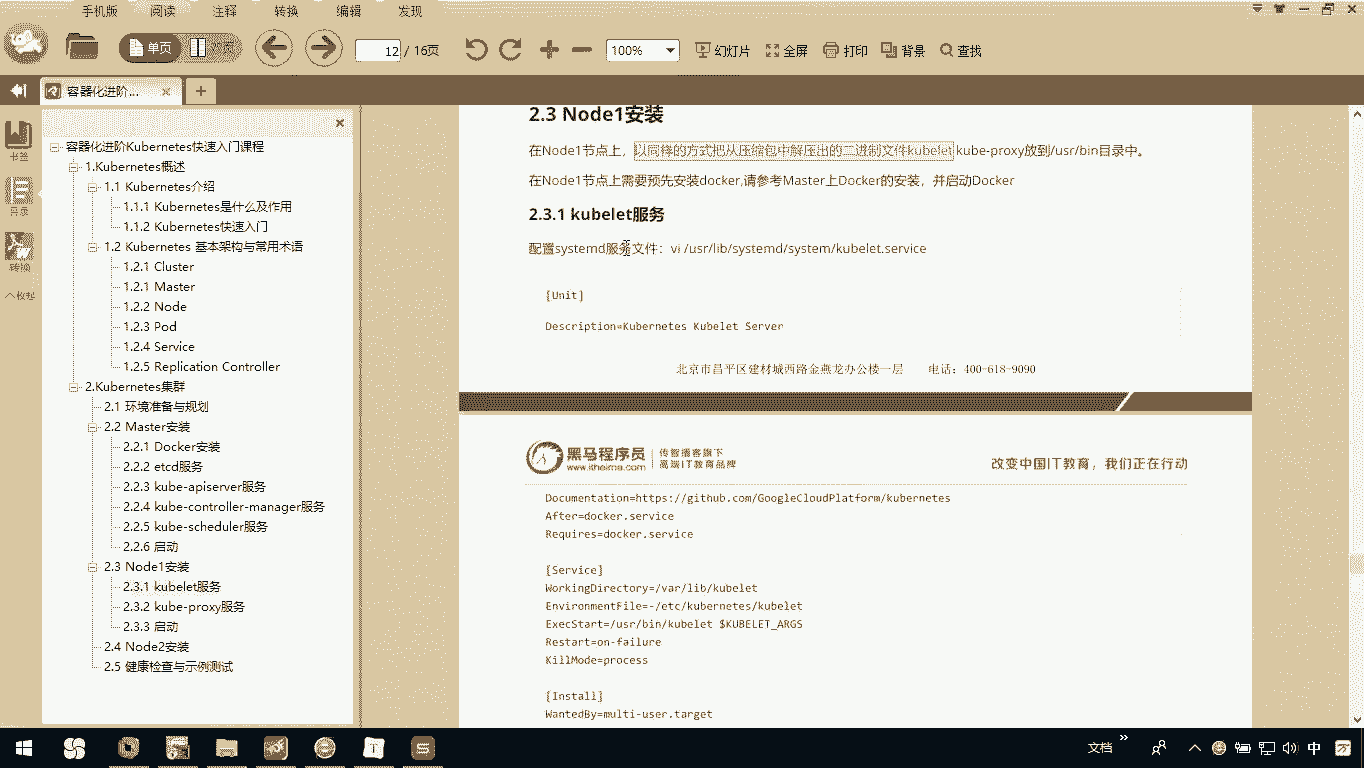 手机版 阅读 注释 转换 编辑 发现
单页
12 / 16页
100%
幻灯片 全屏 打印 背景 查找
容器化进阶...
书签
目录
转换
收起
容器化进阶Kubernetes快速入门课程
1.Kubernetes概述
1.1 Kubernetes介绍
1.1.1 Kubernetes是什么及作用
1.1.2 Kubernetes快速入门
1.2 Kubernetes 基本架构与常用术语
1.2.1 Cluster
1.2.1 Master
1.2.2 Node
1.2.3 Pod
1.2.4 Service
1.2.5 Replication Controller
2.Kubernetes集群
2.1 环境准备与规划
2.2 Master安装
2.2.1 Docker安装
2.2.2 etcd服务
2.2.3 kube-apiserver服务
2.2.4 kube-controller-manager服务
2.2.5 kube-scheduler服务
2.2.6 启动
2.3 Node1安装
2.3.1 kubelet服务
2.3.2 kube-proxy服务
2.3.3 启动
2.4 Node2安装
2.5 健康检查与示例测试
2.3 Node1安装
在Node1节点上，以同样的方式把从压缩包中解压出的二进制文件kubelet kube-proxy放到/usr/bin目录中。
在Node1节点上需要预先安装docker,请参考Master上Docker的安装，并启动Docker
2.3.1 kubelet服务
配置systemd服务文件：vi /usr/lib/systemd/system/kubelet.service
[Unit]
Description=Kubernetes Kubelet Server
北京市昌平区建材城西路金燕龙办公楼一层 电话：400-618-9090
黑马程序员
www.itheima.com
传智播客旗下
高端IT教育品牌
改变中国IT教育，我们正在行动
Documentation=https://github.com/GoogleCloudPlatform/kubernetes
After=docker.service
Requires=docker.service
[Service]
WorkingDirectory=/var/lib/kubelet
EnvironmentFile=-/etc/kubernetes/kubelet
ExecStart=/usr/bin/kubelet $KUBELET_ARGS
Restart=on-failure
KillMode=process
[Install]
WantedBy=multi-user.target
文档
中